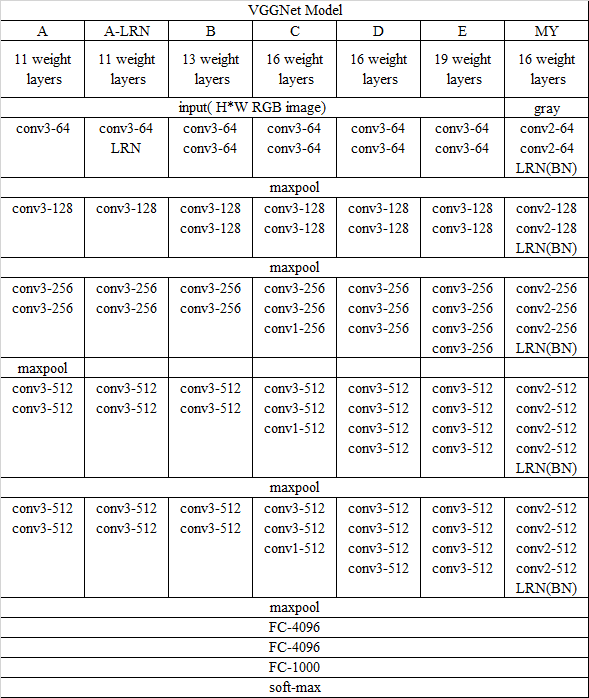 VGGNet Model
A A-LRN B C D E MY
11 weight 11 weight 13 weight 16 weight 16 weight 19 weight 16 weight
layers layers layers layers layers layers layers
input( H*W RGB image) gray
conv3-64 conv3-64 conv3-64 conv3-64 conv3-64 conv3-64 conv2-64
LRN conv3-64 conv3-64 conv3-64 conv3-64 conv2-64
LRN(BN)
maxpool
conv3-128 conv3-128 conv3-128 conv3-128 conv3-128 conv3-128 conv2-128
conv3-128 conv3-128 conv3-128 conv3-128 conv2-128
LRN(BN)
maxpool
conv3-256 conv3-256 conv3-256 conv3-256 conv3-256 conv3-256 conv2-256
conv3-256 conv3-256 conv3-256 conv3-256 conv3-256 conv3-256 conv2-256
conv1-256 conv3-256 conv3-256 conv2-256
conv3-256 LRN(BN)
maxpool
conv3-512 conv3-512 conv3-512 conv3-512 conv3-512 conv3-512 conv2-512
conv3-512 conv3-512 conv3-512 conv3-512 conv3-512 conv3-512 conv2-512
conv1-512 conv3-512 conv3-512 conv2-512
conv3-512 conv3-512 conv2-512
LRN(BN)
maxpool
conv3-512 conv3-512 conv3-512 conv3-512 conv3-512 conv3-512 conv2-512
conv3-512 conv3-512 conv3-512 conv3-512 conv3-512 conv3-512 conv2-512
conv1-512 conv3-512 conv3-512 conv2-512
conv3-512 conv3-512 conv2-512
LRN(BN)
maxpool
FC-4096
FC-4096
FC-1000
soft-max